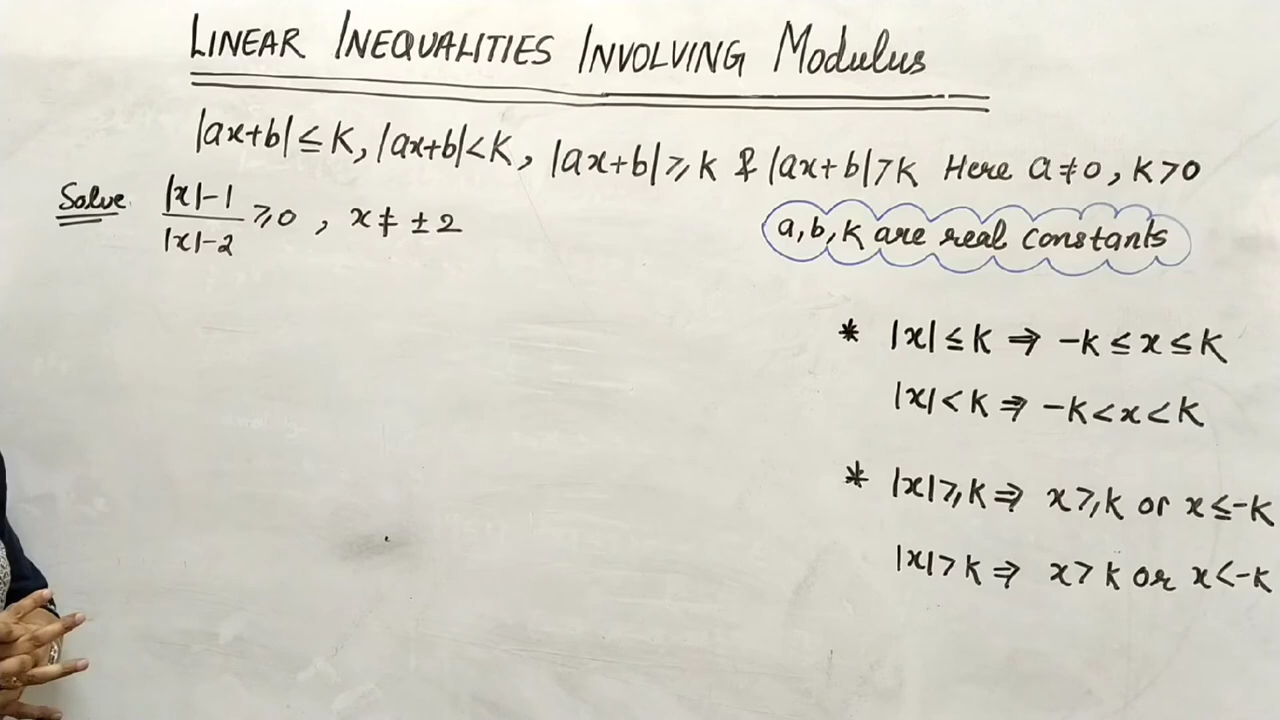 LINEAR INEQUALITIES INVOLVING Modulus
|ax+b| ≤ K, |ax+b| < K, |ax+b| ≥ K & |ax+b| > K Here a ≠ 0, K > 0
Solve |x|-1 / |x|-2 ≥ 0 , x ≠ ± 2
a, b, K are real constants
* |x| ≤ K ⇒ -K ≤ x ≤ K
|x| < K ⇒ -K < x < K
* |x| ≥ K ⇒ x ≥ K or x ≤ -K
|x| > K ⇒ x > K or x < -K